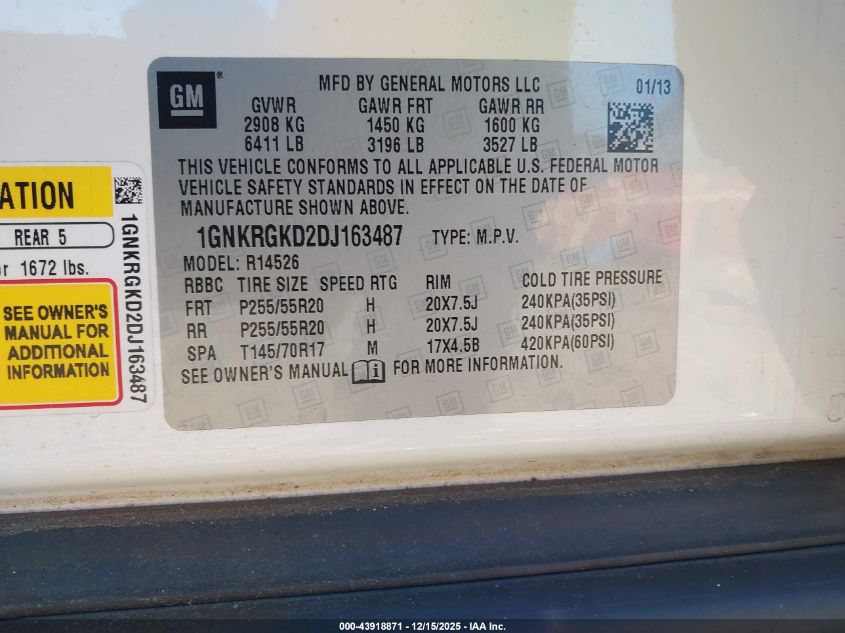 GM
MFD BY GENERAL MOTORS LLC 01/13
GVWR GAWR FRT GAWR RR
2908 KG 1450 KG 1600 KG
6411 LB 3196 LB 3527 LB
THIS VEHICLE CONFORMS TO ALL APPLICABLE U.S. FEDERAL MOTOR
VEHICLE SAFETY STANDARDS IN EFFECT ON THE DATE OF
MANUFACTURE SHOWN ABOVE.
1GNKRGKD2DJ163487 TYPE: M.P.V.
MODEL: R14526
RBBC TIRE SIZE SPEED RTG RIM COLD TIRE PRESSURE
FRT P255/55R20 H 20X7.5J 240KPA(35PSI)
RR P255/55R20 H 20X7.5J 240KPA(35PSI)
SPA T145/70R17 M 17X4.5B 420KPA(60PSI)
SEE OWNER'S MANUAL i FOR MORE INFORMATION.
ATION
REAR 5
or 1672 lbs.
SEE OWNER'S
MANUAL FOR
ADDITIONAL
INFORMATION
1GNKRGKD2DJ163487
000-43918871 - 12/15/2025 - IAA Inc.